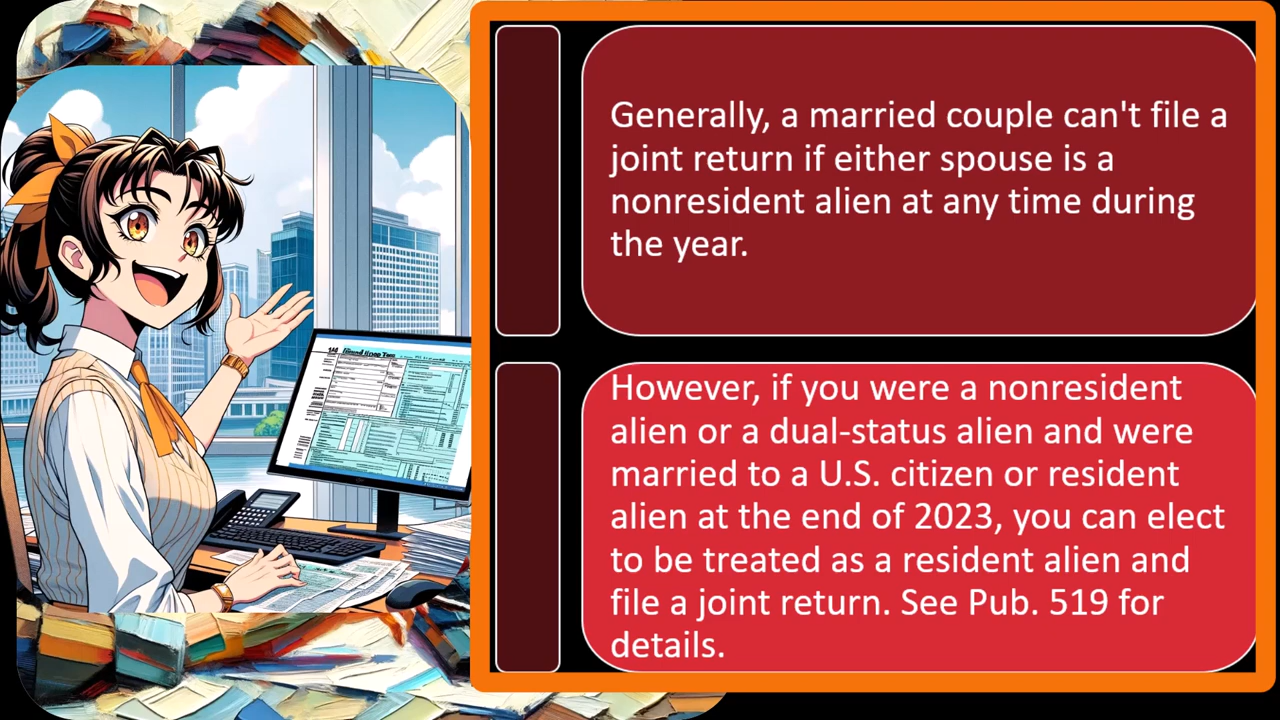 Generally, a married couple can't file a
joint return if either spouse is a
nonresident alien at any time during
the year.
However, if you were a nonresident
alien or a dual-status alien and were
married to a U.S. citizen or resident
alien at the end of 2023, you can elect
to be treated as a resident alien and
file a joint return. See Pub. 519 for
details.